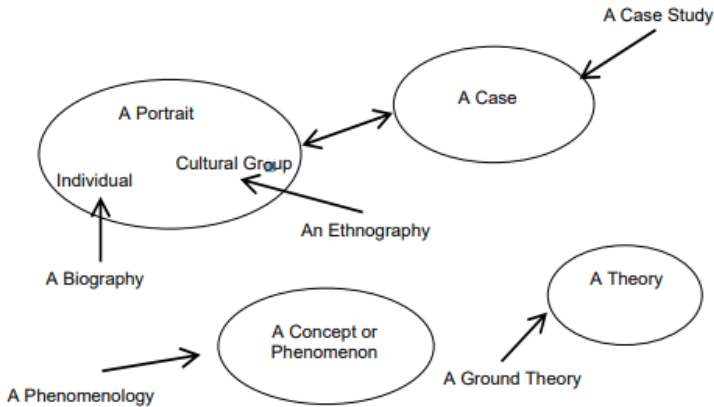 A Case Study
A Case
A Portrait
Cultural Group
Individual
An Ethnography
A Biography
A Theory
A Concept or
Phenomenon
A Ground Theory
A Phenomenology